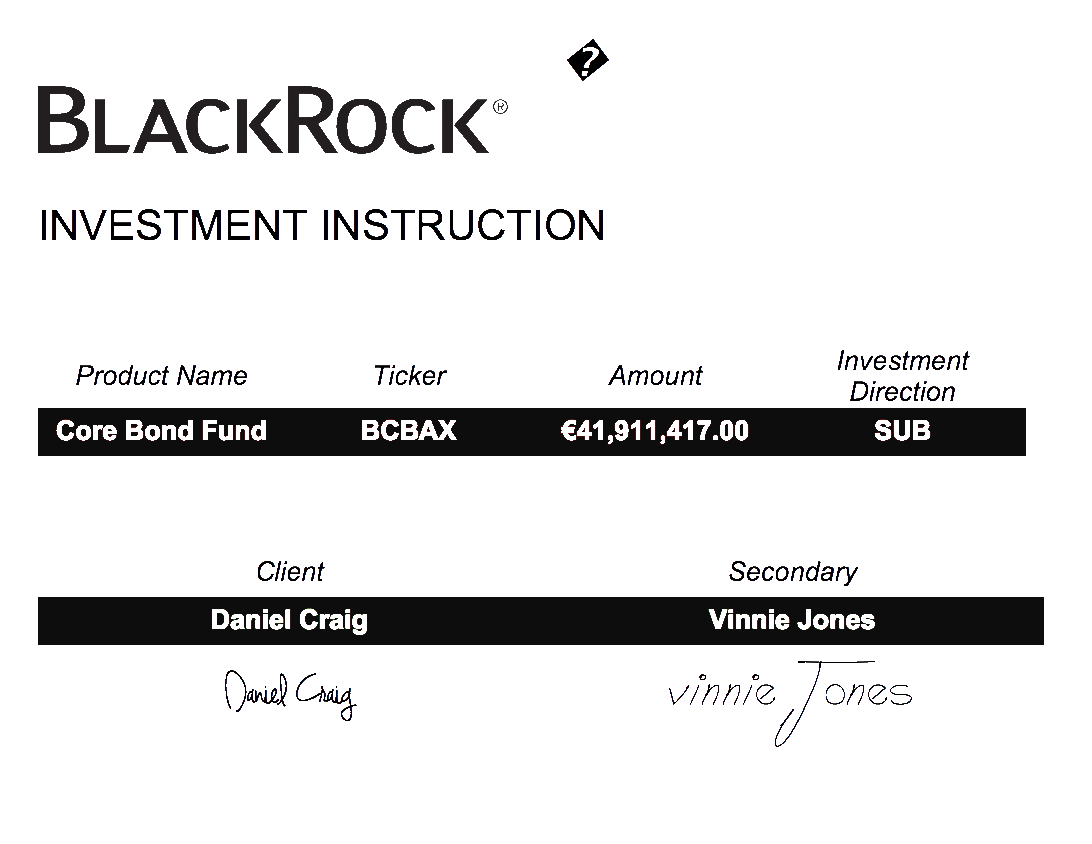 �
BLACKROCK®
INVESTMENT INSTRUCTION
Product Name Ticker Amount Investment Direction
Core Bond Fund BCBAX €41,911,417.00 SUB
Client Secondary
Daniel Craig Vinnie Jones
Daniel Craig vinnie Jones